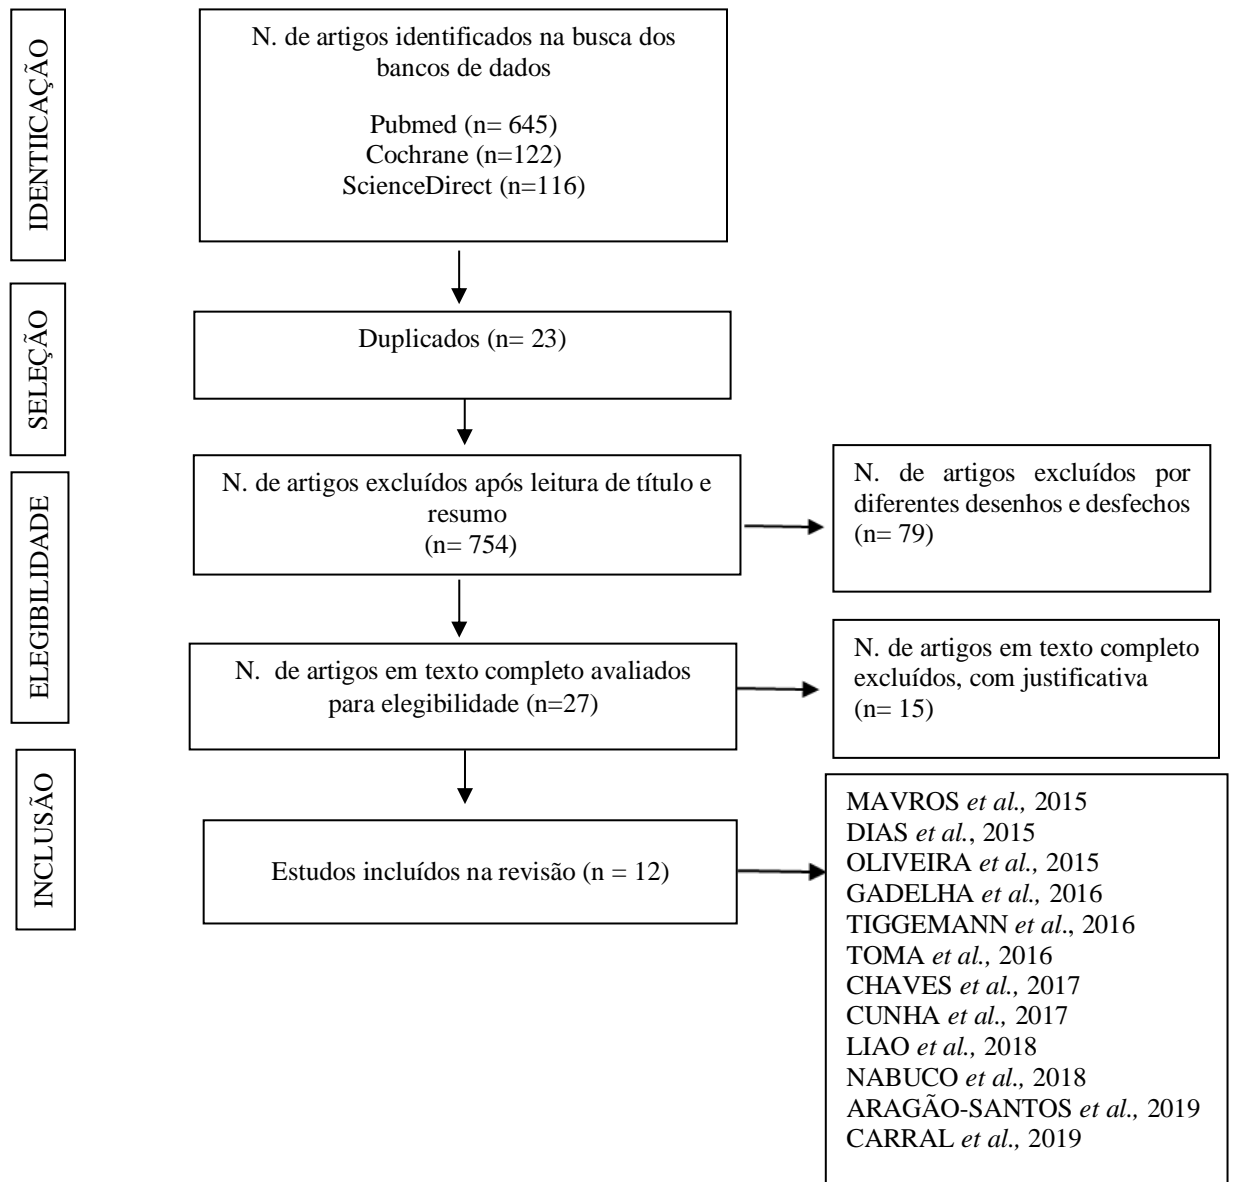 IDENTIICAÇÃO
N. de artigos identificados na busca dos
bancos de dados
Pubmed (n= 645)
Cochrane (n=122)
ScienceDirect (n=116)
SELEÇÃO
Duplicados (n= 23)
ELEGIBILIDADE
N. de artigos excluídos após leitura de título e
resumo
(n= 754)
N. de artigos excluídos por
diferentes desenhos e desfechos
(n= 79)
N. de artigos em texto completo avaliados
para elegibilidade (n=27)
N. de artigos em texto completo
excluídos, com justificativa
(n= 15)
INCLUSÃO
Estudos incluídos na revisão (n = 12)
MAVROS et al., 2015
DIAS et al., 2015
OLIVEIRA et al., 2015
GADELHA et al., 2016
TIGGEMANN et al., 2016
TOMA et al., 2016
CHAVES et al., 2017
CUNHA et al., 2017
LIAO et al., 2018
NABUCO et al., 2018
ARAGÃO-SANTOS et al., 2019
CARRAL et al., 2019